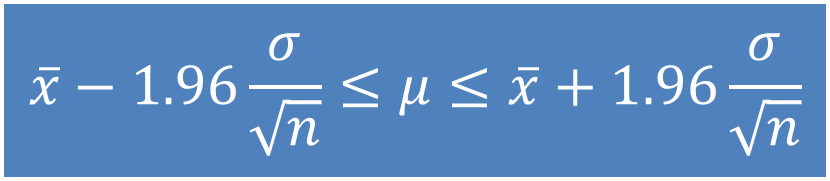 x̄ − 1.96 σ/√n ≤ μ ≤ x̄ + 1.96 σ/√n